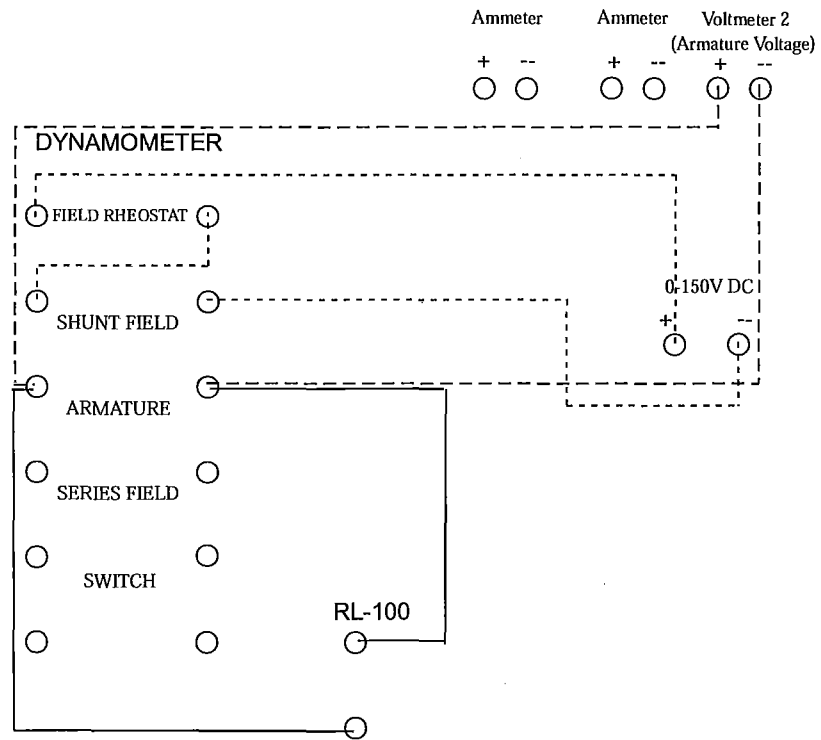 Ammeter Ammeter Voltmeter 2
(Armature Voltage)
+ -- + -- + --
DYNAMOMETER
FIELD RHEOSTAT
0-150V DC
SHUNT FIELD
+ --
ARMATURE
SERIES FIELD
SWITCH
RL-100